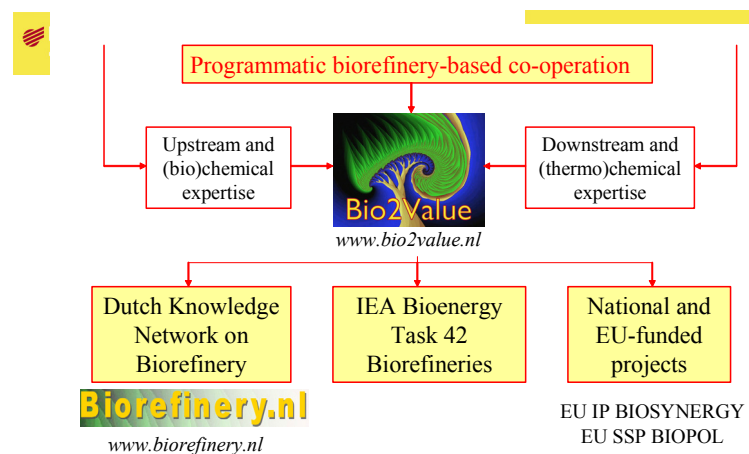 Programmatic biorefinery-based co-operation
Upstream and
(bio)chemical
expertise
Bio2Value
www.bio2value.nl
Downstream and
(thermo)chemical
expertise
Dutch Knowledge
Network on
Biorefinery
IEA Bioenergy
Task 42
Biorefineries
National and
EU-funded
projects
Biorefinery.nl
www.biorefinery.nl
EU IP BIOSYNERGY
EU SSP BIOPOL